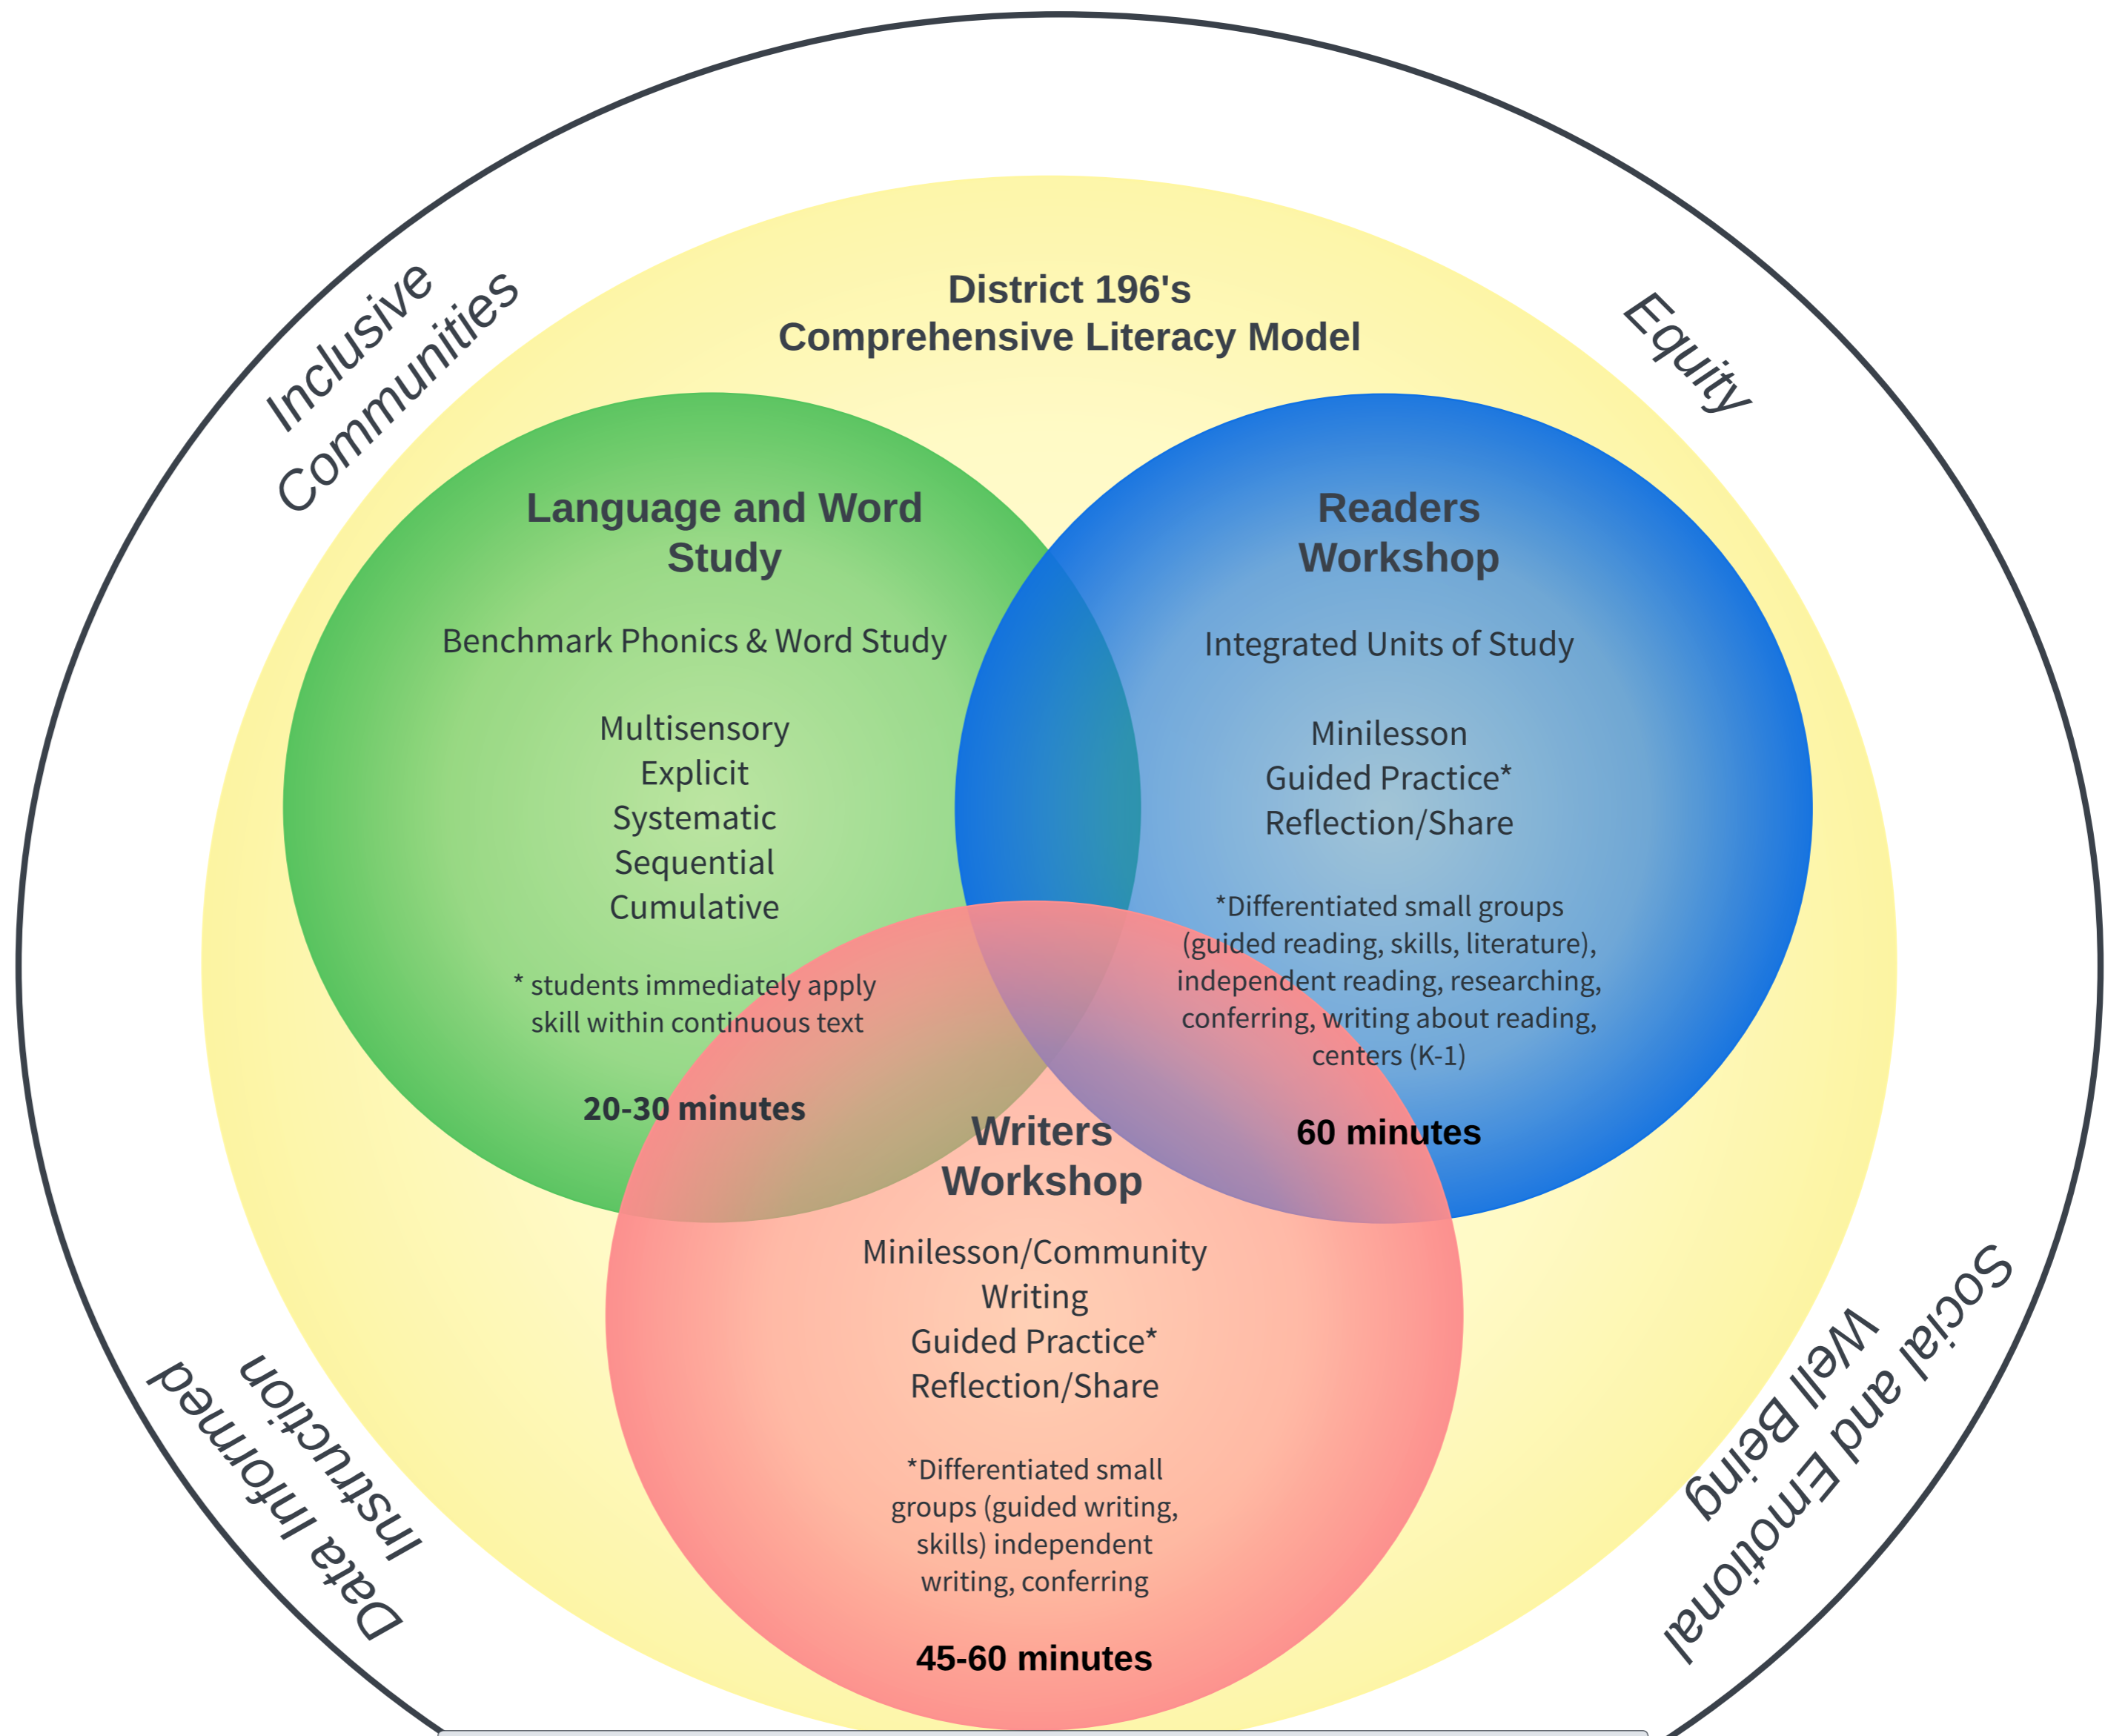 Inclusive
Communities
Equity
District 196's
Comprehensive Literacy Model
Language and Word
Study
Benchmark Phonics & Word Study
Multisensory
Explicit
Systematic
Sequential
Cumulative
* students immediately apply
skill within continuous text
20-30 minutes
Readers
Workshop
Integrated Units of Study
Minilesson
Guided Practice*
Reflection/Share
*Differentiated small groups
(guided reading, skills, literature),
independent reading, researching,
conferring, writing about reading,
centers (K-1)
60 minutes
Writers
Workshop
Minilesson/Community
Writing
Guided Practice*
Reflection/Share
*Differentiated small
groups (guided writing,
skills) independent
writing, conferring
45-60 minutes
Data Informed
Instruction
Social and Emotional
Well Being